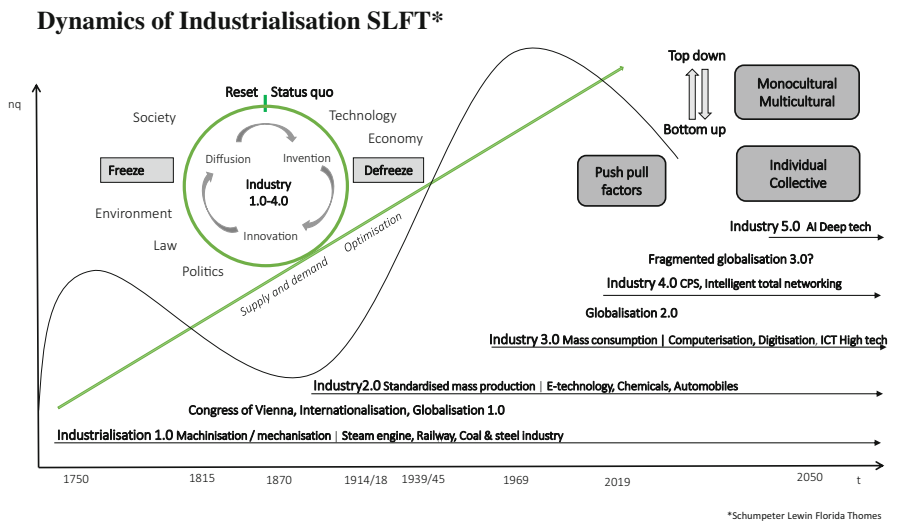 Dynamics of Industrialisation SLFT*
nq
Reset
Status quo
Top down
Bottom up
Monocultural
Multicultural
Society
Technology
Economy
Diffusion
Invention
Freeze
Industry
1.0-4.0
Defreeze
Push pull
factors
Individual
Collective
Environment
Innovation
Law
Politics
Supply and demand
Optimisation
Industry 5.0 AI Deep tech
Fragmented globalisation 3.0?
Industry 4.0 CPS, Intelligent total networking
Globalisation 2.0
Industry 3.0 Mass consumption | Computerisation, Digitisation, ICT High tech
Industry2.0 Standardised mass production | E-technology, Chemicals, Automobiles
Congress of Vienna, Internationalisation, Globalisation 1.0
Industrialisation 1.0 Machinisation / mechanisation | Steam engine, Railway, Coal & steel industry
1750 1815 1870 1914/18 1939/45 1969 2019 2050 t
*Schumpeter Lewin Florida Thomes